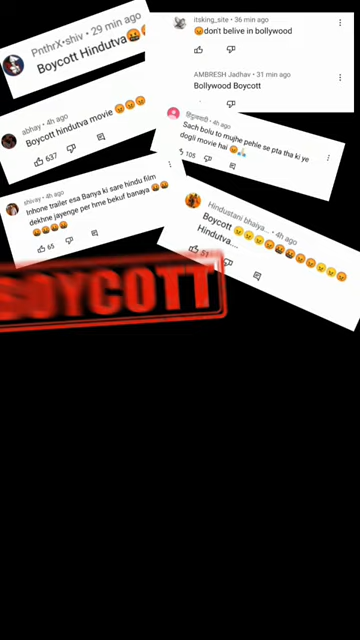 PnthrX•shiv • 29 min ago
Boycott Hindutva🤬
itsking_site • 36 min ago
😡don't belive in bollywood
AMBRESH Jadhav • 31 min ago
Bollywood Boycott
abhay • 4h ago
Boycott hindutva movie 😡😡😡
637
हिंदुत्ववादी • 4h ago
Sach bolu to mujhe pehle se pta tha ki ye
dogli movie hai 😡
105
shivay • 4h ago
Inhone trailer esa Banya ki sare hindu film
dekhne jayenge per hme bekuf banaya 🤬🤬
🤬🤬🤬🤬
65
Hindustani bhaiya... • 4h ago
Boycott 😠😠😠🤬🤬😡😡😠😠😡
Hindutva....
51
BOYCOTT